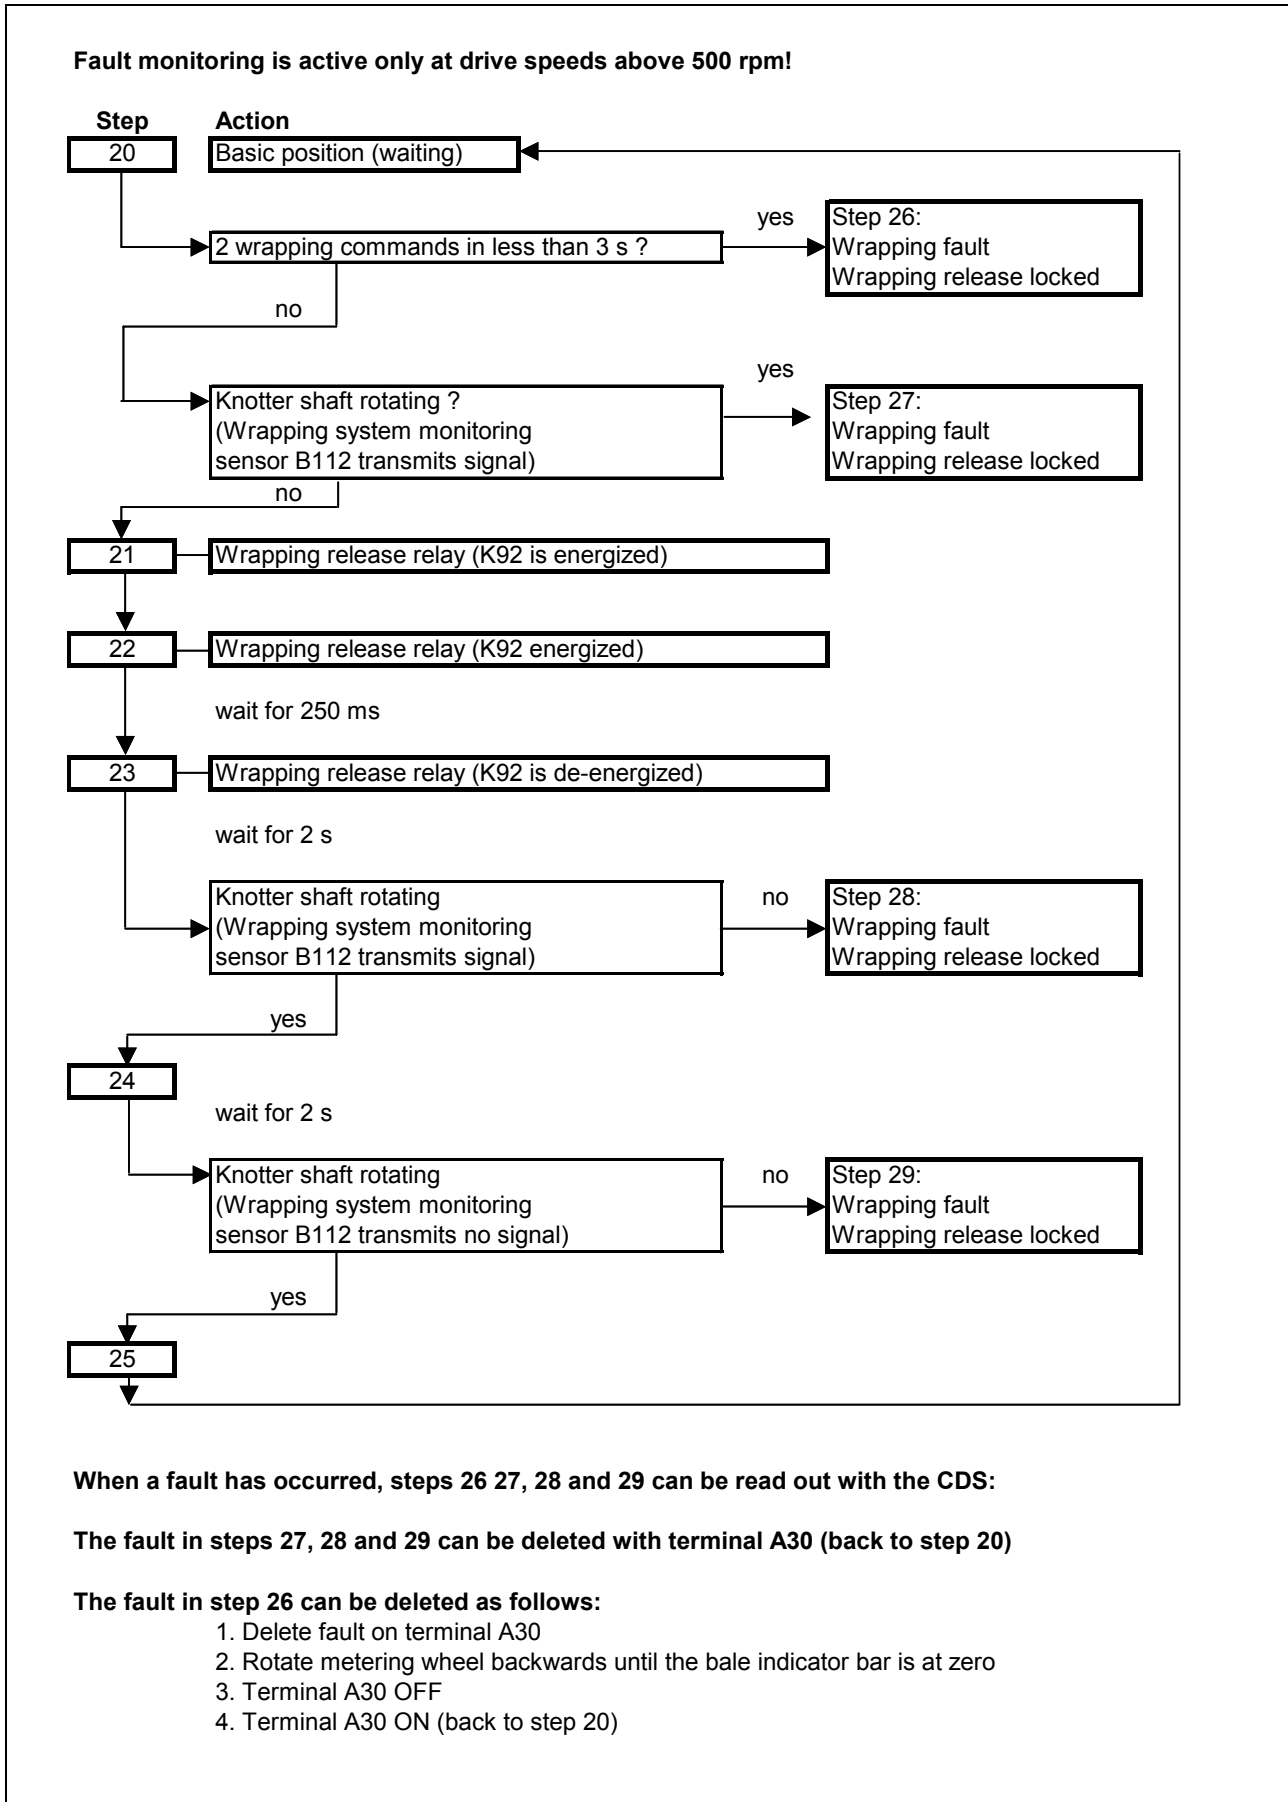 Fault monitoring is active only at drive speeds above 500 rpm!
Step Action
20 Basic position (waiting)
2 wrapping commands in less than 3 s ?
yes
Step 26:
Wrapping fault
Wrapping release locked
no
Knotter shaft rotating ?
(Wrapping system monitoring
sensor B112 transmits signal)
yes
Step 27:
Wrapping fault
Wrapping release locked
no
21 Wrapping release relay (K92 is energized)
22 Wrapping release relay (K92 energized)
wait for 250 ms
23 Wrapping release relay (K92 is de-energized)
wait for 2 s
Knotter shaft rotating
(Wrapping system monitoring
sensor B112 transmits signal)
no
Step 28:
Wrapping fault
Wrapping release locked
yes
24
wait for 2 s
Knotter shaft rotating
(Wrapping system monitoring
sensor B112 transmits no signal)
no
Step 29:
Wrapping fault
Wrapping release locked
yes
25
When a fault has occurred, steps 26 27, 28 and 29 can be read out with the CDS:
The fault in steps 27, 28 and 29 can be deleted with terminal A30 (back to step 20)
The fault in step 26 can be deleted as follows:
1. Delete fault on terminal A30
2. Rotate metering wheel backwards until the bale indicator bar is at zero
3. Terminal A30 OFF
4. Terminal A30 ON (back to step 20)